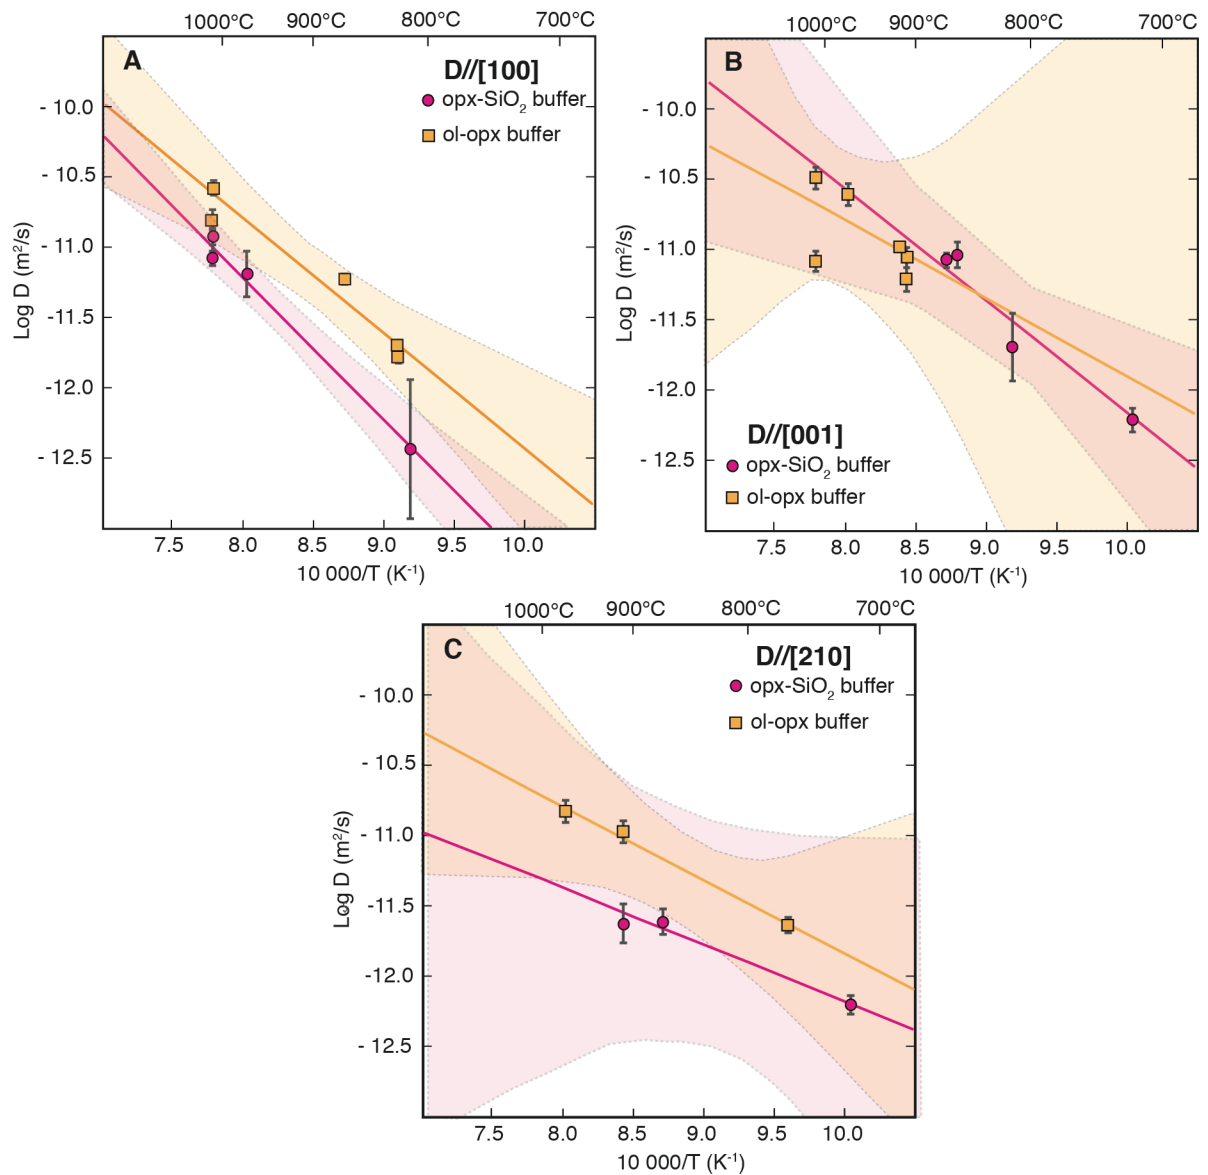 1000°C 900°C 800°C 700°C
A
D//[100]
opx-SiO2 buffer
ol-opx buffer
- 10.0
- 10.5
- 11.0
-11.5
-12.0
- 12.5
Log D (m²/s)
7.5 8.0 8.5 9.0 9.5 10.0
10 000/T (K⁻¹)
1000°C 900°C 800°C 700°C
B
- 10.0
- 10.5
- 11.0
-11.5
-12.0
- 12.5
Log D (m²/s)
D//[001]
opx-SiO2 buffer
ol-opx buffer
7.5 8.0 8.5 9.0 9.5 10.0
10 000/T (K⁻¹)
1000°C 900°C 800°C 700°C
C
D//[210]
opx-SiO2 buffer
ol-opx buffer
- 10.0
- 10.5
- 11.0
-11.5
-12.0
- 12.5
Log D (m²/s)
7.5 8.0 8.5 9.0 9.5 10.0
10 000/T (K⁻¹)